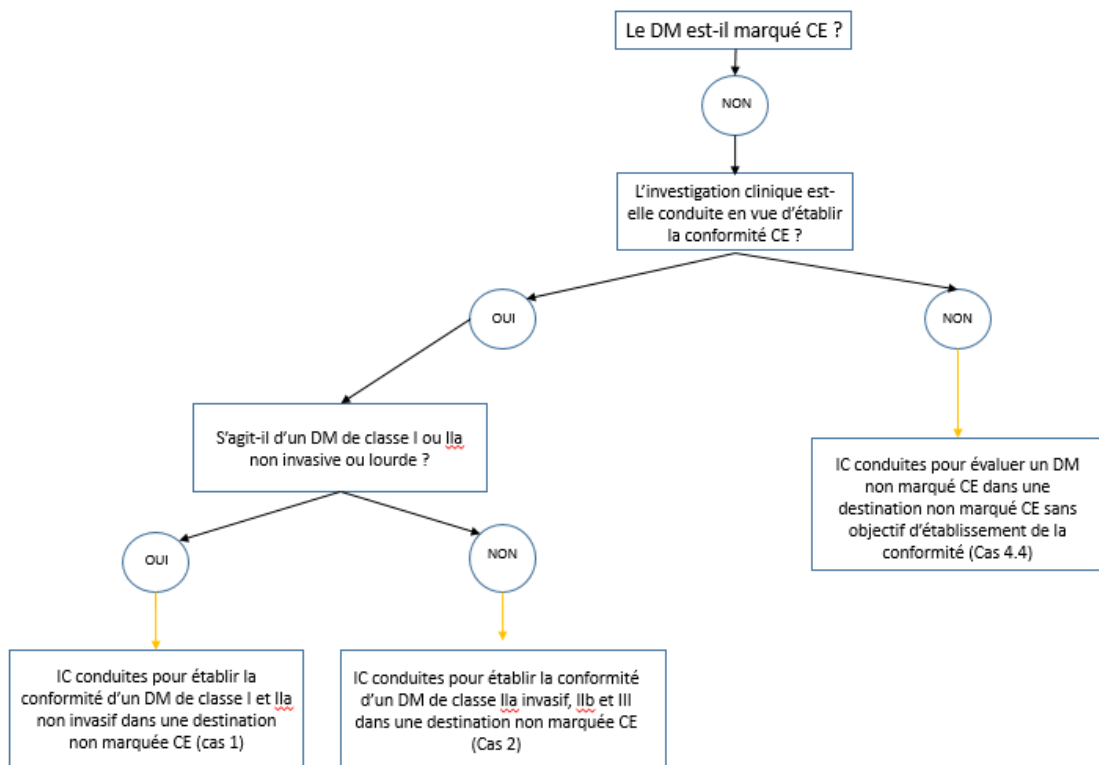 Le DM est-il marqué CE ?
NON
L’investigation clinique est-
elle conduite en vue d’établir
la conformité CE ?
OUI
NON
S’agit-il d’un DM de classe I ou IIa
non invasive ou lourde ?
IC conduites pour évaluer un DM
non marqué CE dans une
destination non marqué CE sans
objectif d’établissement de la
conformité (Cas 4.4)
OUI
NON
IC conduites pour établir la
conformité d’un DM de classe I et IIa
non invasif dans une destination
non marquée CE (cas 1)
IC conduites pour établir la conformité
d’un DM de classe IIa invasif, IIb et III
dans une destination non marquée CE
(Cas 2)